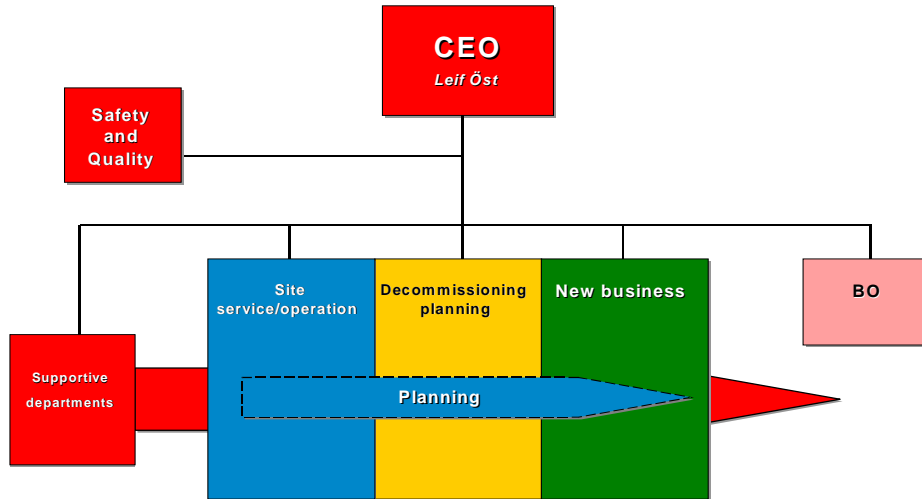 CEO
Leif Öst
Safety
and
Quality
Site
service/operation
Decommissioning
planning
New business
BO
Supportive
departments
Planning